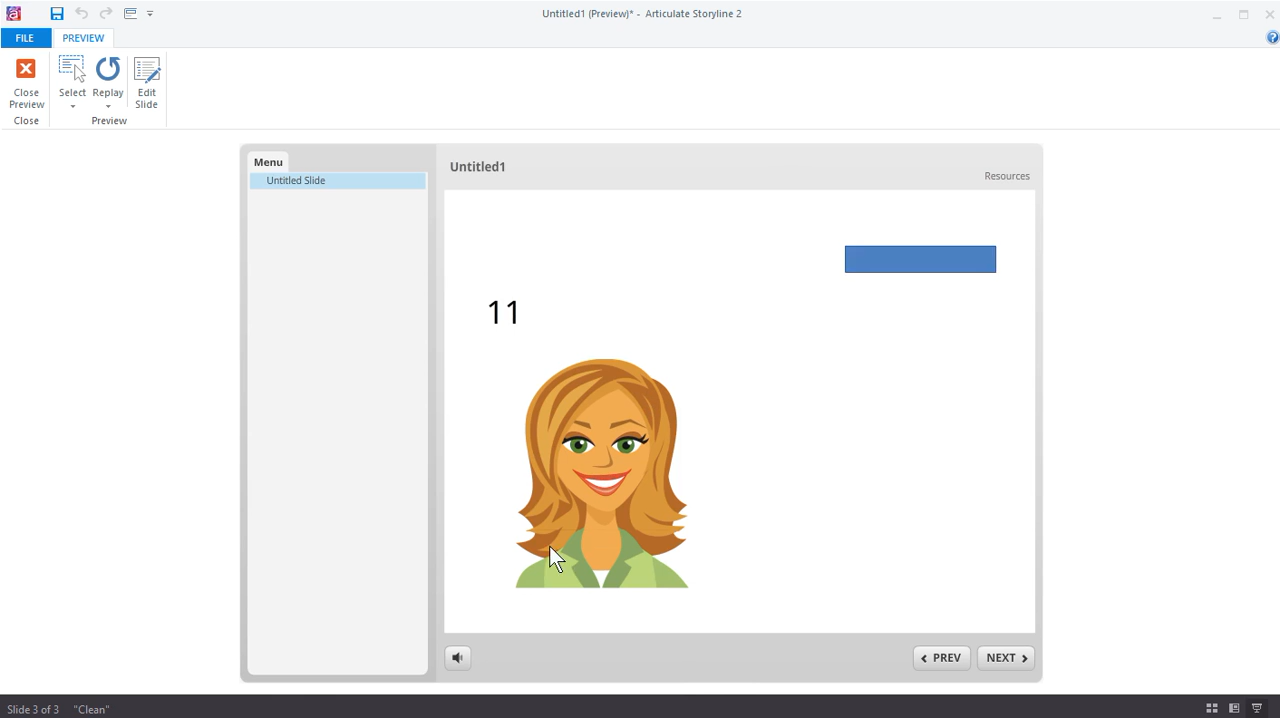 Untitled1 (Preview)* - Articulate Storyline 2
FILE
PREVIEW
Close Preview
Select
Replay
Edit Slide
Close
Preview
Menu
Untitled Slide
Untitled1
Resources
11
PREV
NEXT
Slide 3 of 3 "Clean"